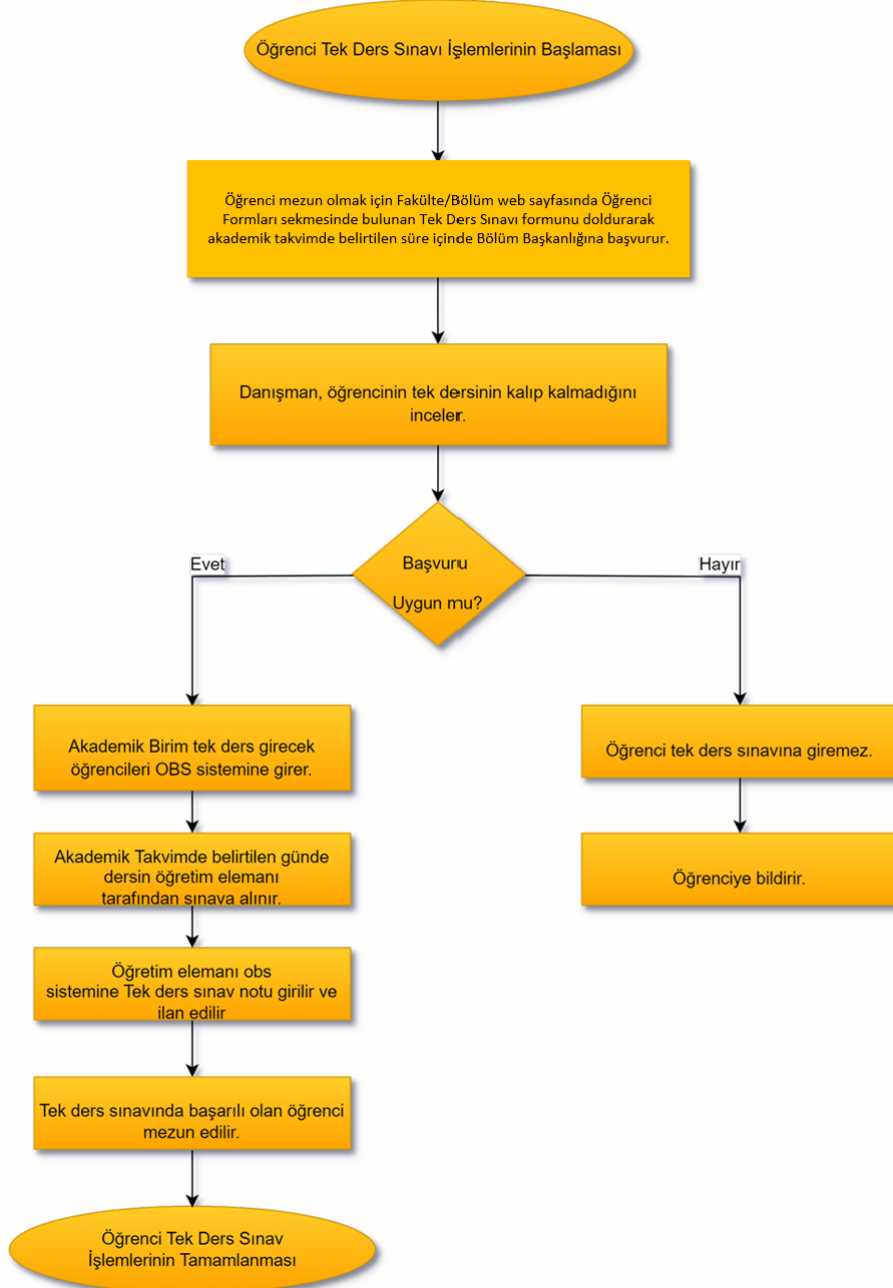 Öğrenci Tek Ders Sınavı İşlemlerinin Başlaması
Öğrenci mezun olmak için Fakülte/Bölüm web sayfasında Öğrenci
Formları sekmesinde bulunan Tek Ders Sınavı formunu doldurarak
akademik takvimde belirtilen süre içinde Bölüm Başkanlığına başvurur.
Danışman, öğrencinin tek dersinin kalıp kalmadığını
inceler.
Başvuru
Uygun mu?
Evet
Hayır
Akademik Birim tek ders girecek
öğrencileri OBS sistemine girer.
Akademik Takvimde belirtilen günde
dersin öğretim elemanı
tarafından sınava alınır.
Öğretim elemanı obs
sistemine Tek ders sınav notu girilir ve
ilan edilir
Tek ders sınavında başarılı olan öğrenci
mezun edilir.
Öğrenci Tek Ders Sınav
İşlemlerinin Tamamlanması
Öğrenci tek ders sınavına giremez.
Öğrenciye bildirir.